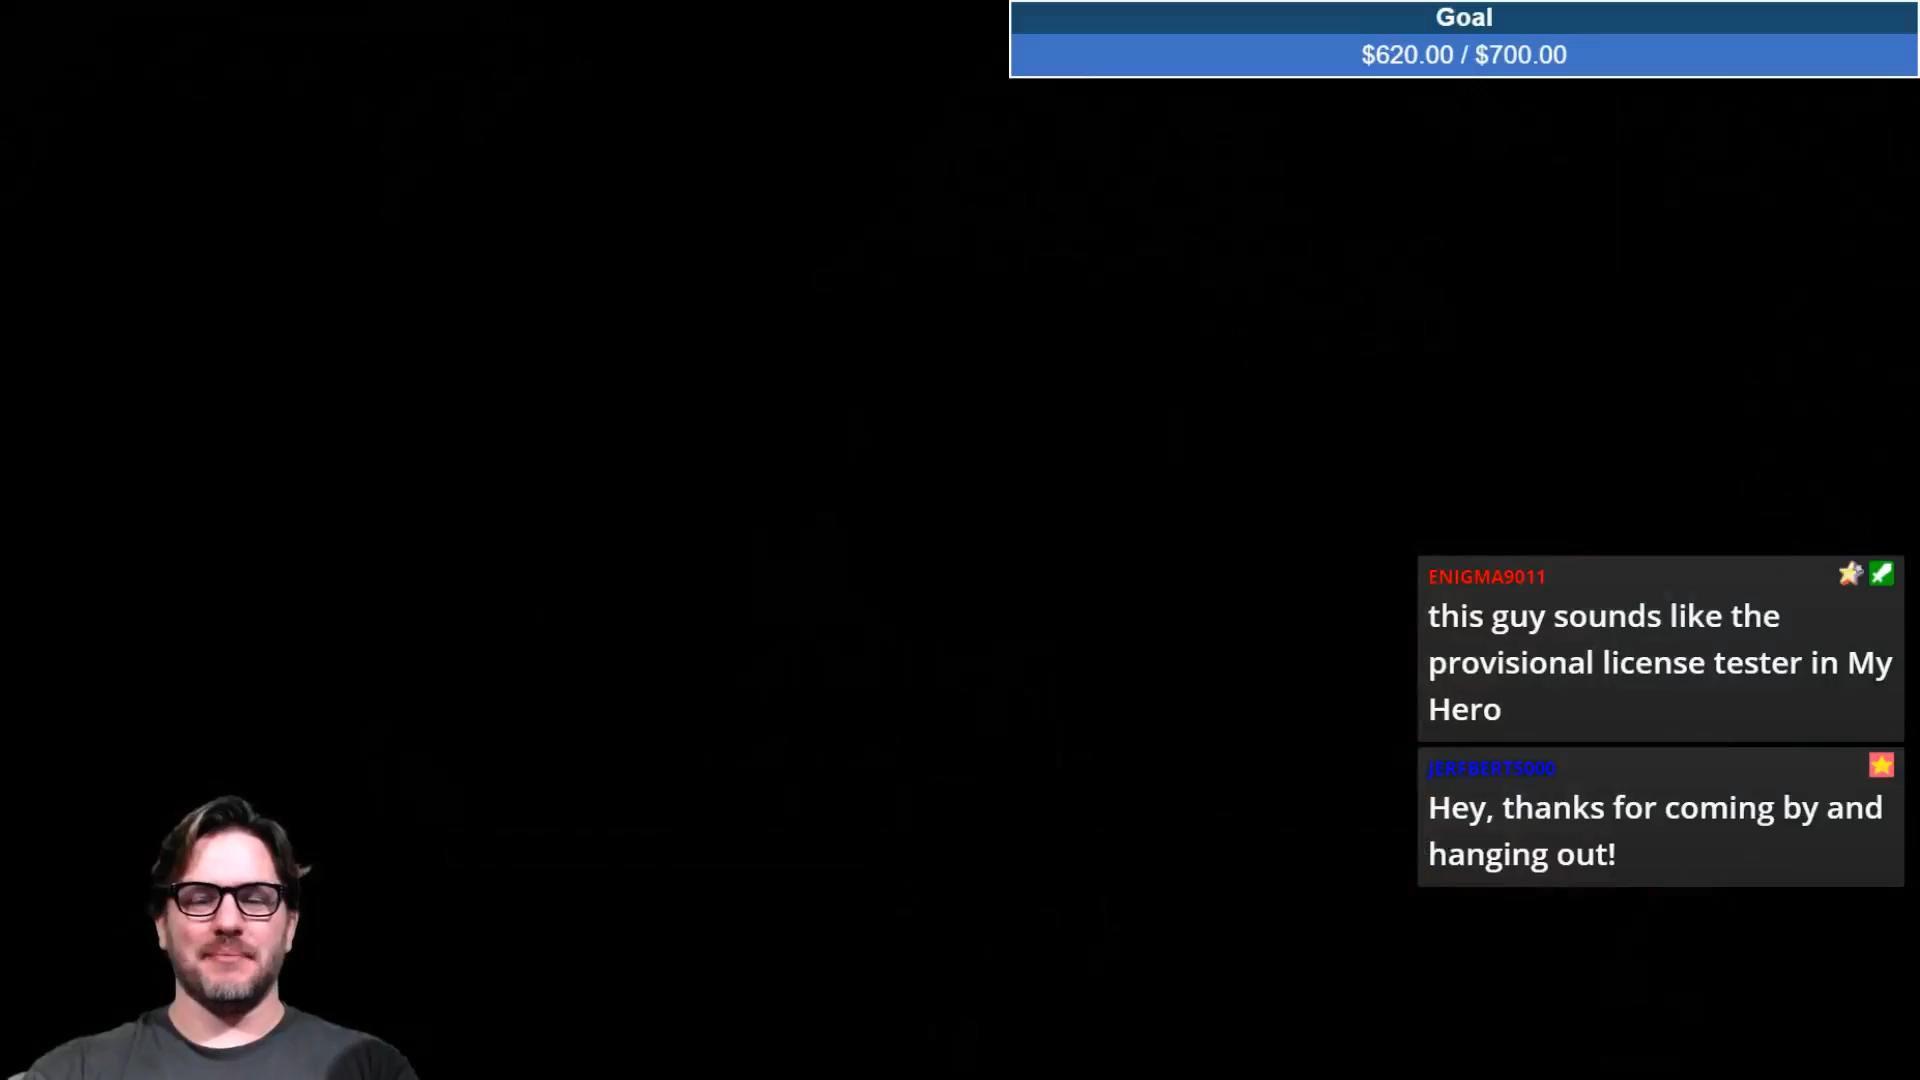 Goal
$620.00 / $700.00
ENIGMA9011
this guy sounds like the
provisional license tester in My
Hero
JERFBERT5000
Hey, thanks for coming by and
hanging out!